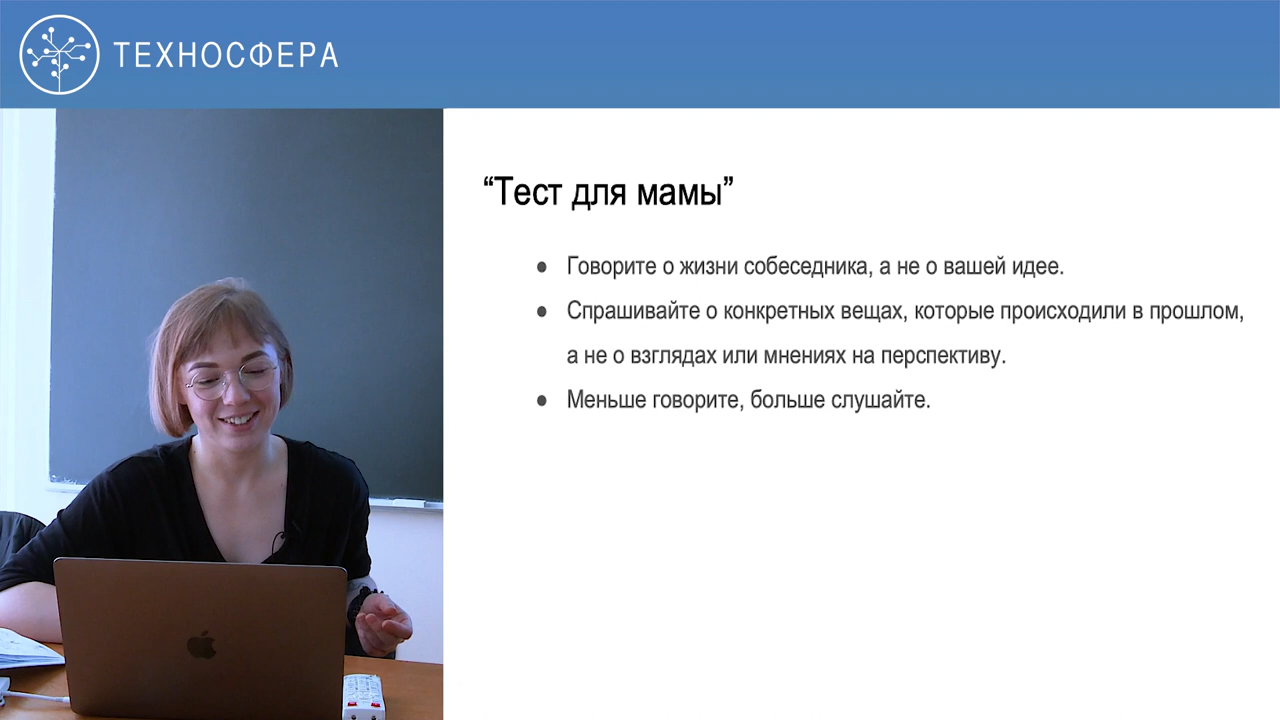 ТЕХНОСФЕРА
“Тест для мамы”
● Говорите о жизни собеседника, а не о вашей идее.
● Спрашивайте о конкретных вещах, которые происходили в прошлом,
а не о взглядах или мнениях на перспективу.
● Меньше говорите, больше слушайте.